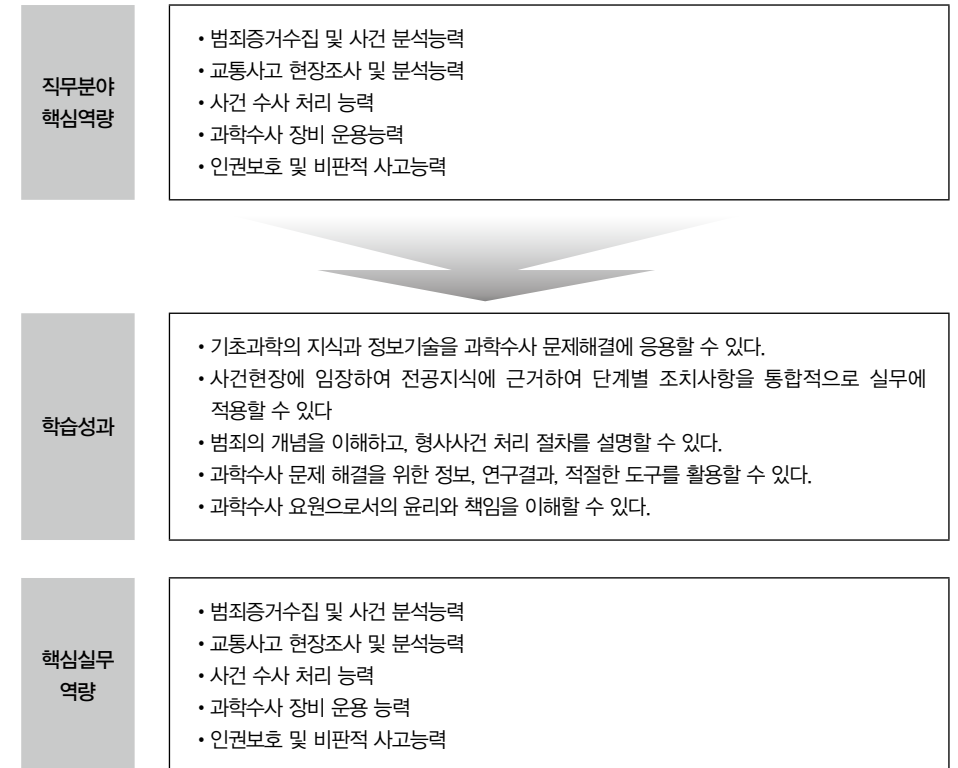 직무분야
핵심역량
• 범죄증거수집 및 사건 분석능력
• 교통사고 현장조사 및 분석능력
• 사건 수사 처리 능력
• 과학수사 장비 운용능력
• 인권보호 및 비판적 사고능력
학습성과
• 기초과학의 지식과 정보기술을 과학수사 문제해결에 응용할 수 있다.
• 사건현장에 임장하여 전공지식에 근거하여 단계별 조치사항을 통합적으로 실무에
적용할 수 있다
• 범죄의 개념을 이해하고, 형사사건 처리 절차를 설명할 수 있다.
• 과학수사 문제 해결을 위한 정보, 연구결과, 적절한 도구를 활용할 수 있다.
• 과학수사 요원으로서의 윤리와 책임을 이해할 수 있다.
핵심실무
역량
• 범죄증거수집 및 사건 분석능력
• 교통사고 현장조사 및 분석능력
• 사건 수사 처리 능력
• 과학수사 장비 운용 능력
• 인권보호 및 비판적 사고능력